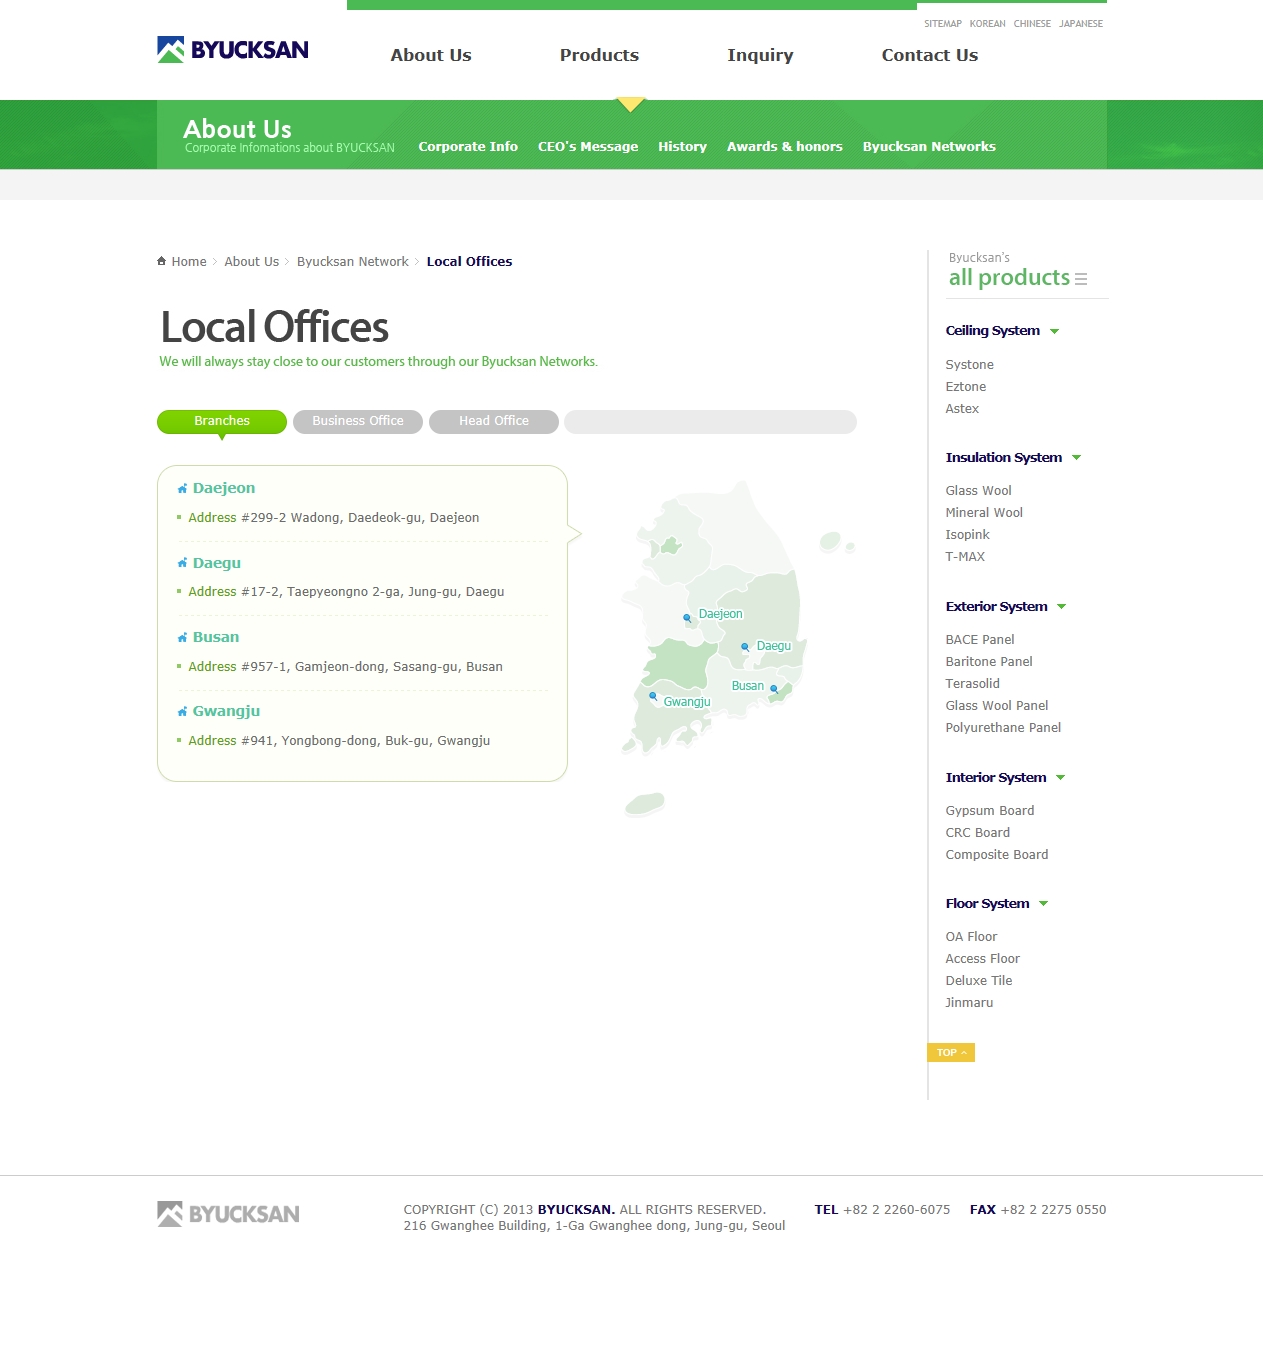 SITEMAP KOREAN CHINESE JAPANESE
BYUCKSAN
About Us Products Inquiry Contact Us
About Us
Corporate Infomations about BYUCKSAN
Corporate Info CEO's Message History Awards & honors Byucksan Networks
Home About Us Byucksan Network Local Offices
Local Offices
We will always stay close to our customers through our Byucksan Networks.
Branches Business Office Head Office
Daejeon
Address #299-2 Wadong, Daedeok-gu, Daejeon
Daegu
Address #17-2, Taepyeongno 2-ga, Jung-gu, Daegu
Busan
Address #957-1, Gamjeon-dong, Sasang-gu, Busan
Gwangju
Address #941, Yongbong-dong, Buk-gu, Gwangju
Daejeon
Daegu
Busan
Gwangju
Byucksan's
all products
Ceiling System
Systone
Eztone
Astex
Insulation System
Glass Wool
Mineral Wool
Isopink
T-MAX
Exterior System
BACE Panel
Baritone Panel
Terasolid
Glass Wool Panel
Polyurethane Panel
Interior System
Gypsum Board
CRC Board
Composite Board
Floor System
OA Floor
Access Floor
Deluxe Tile
Jinmaru
TOP
BYUCKSAN
COPYRIGHT (C) 2013 BYUCKSAN. ALL RIGHTS RESERVED.
216 Gwanghee Building, 1-Ga Gwanghee dong, Jung-gu, Seoul
TEL +82 2 2260-6075 FAX +82 2 2275 0550